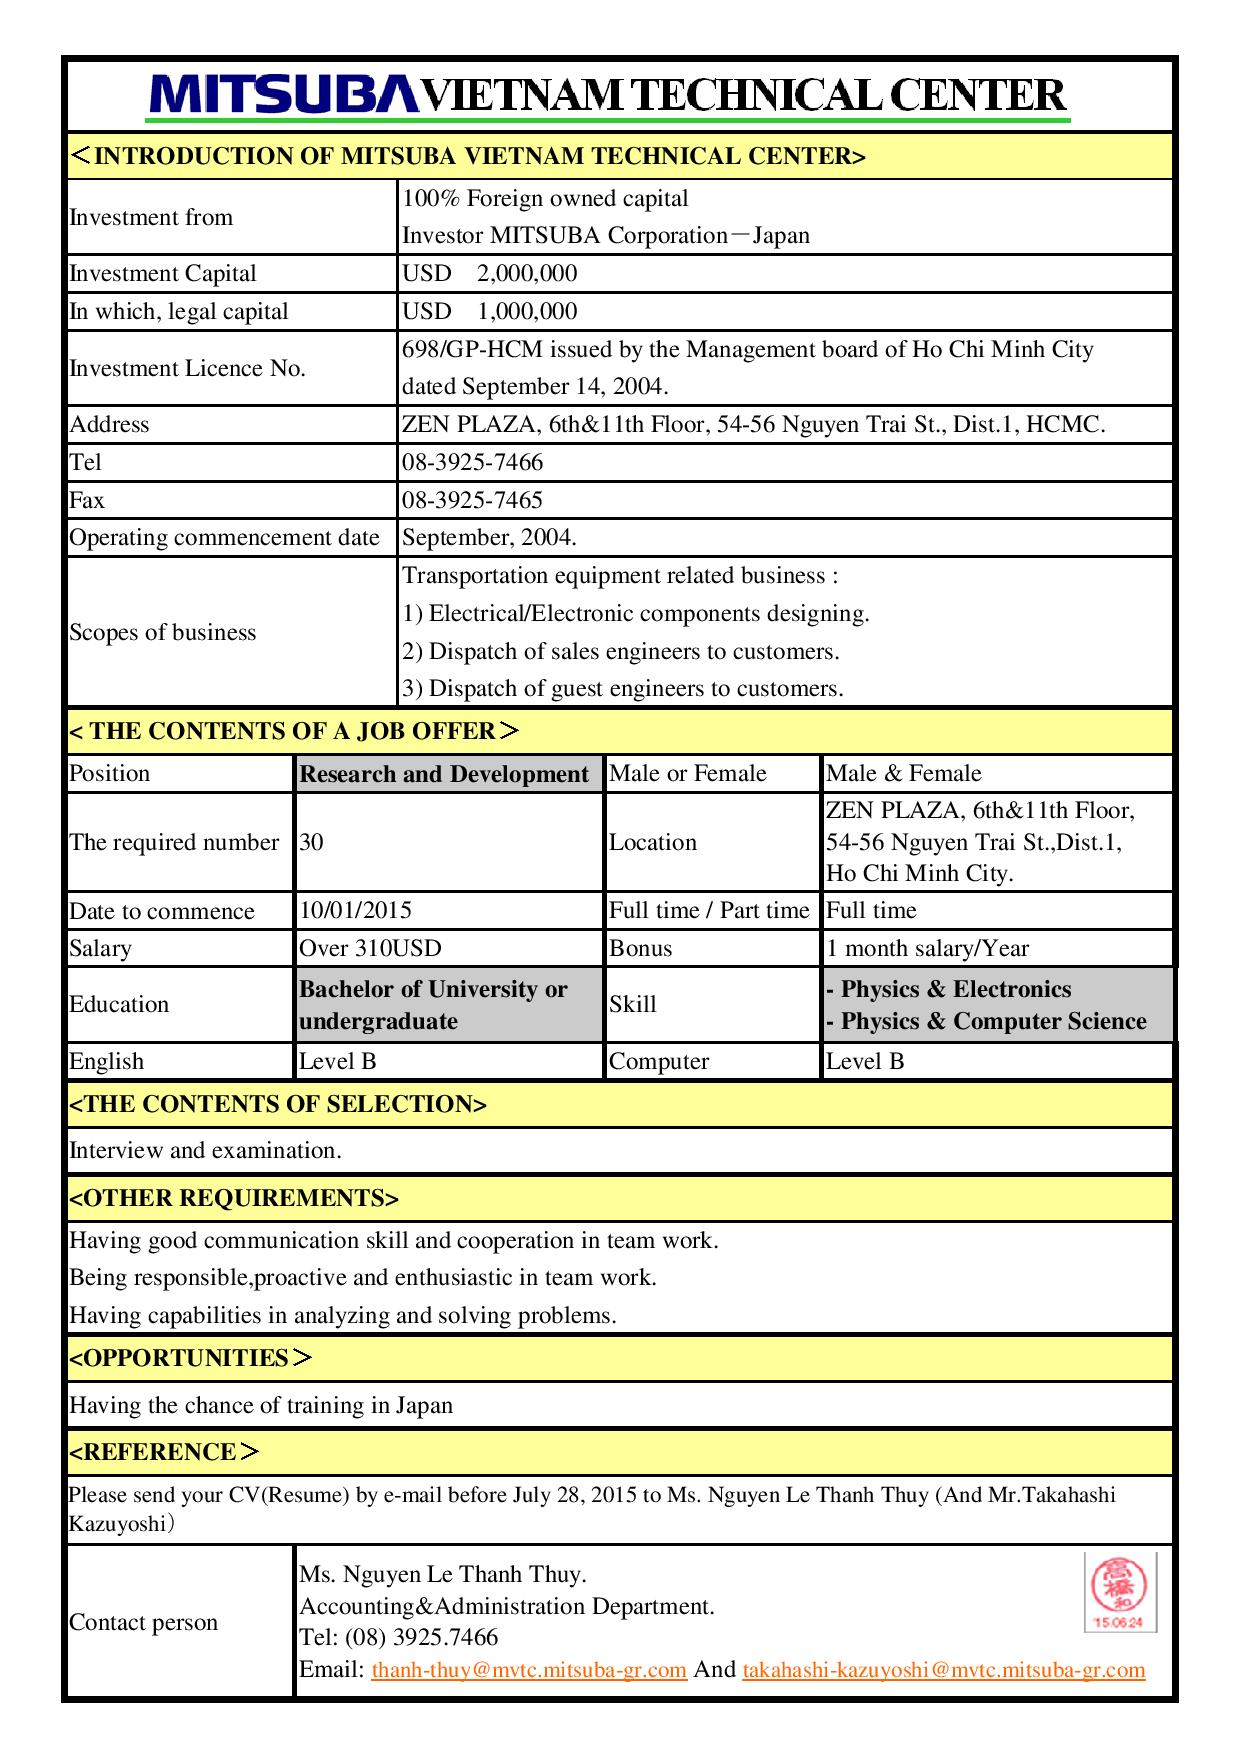 MITSUBA VIETNAM TECHNICAL CENTER
＜INTRODUCTION OF MITSUBA VIETNAM TECHNICAL CENTER>
Investment from
100% Foreign owned capital
Investor MITSUBA Corporation－Japan
Investment Capital
USD 2,000,000
In which, legal capital
USD 1,000,000
Investment Licence No.
698/GP-HCM issued by the Management board of Ho Chi Minh City
dated September 14, 2004.
Address
ZEN PLAZA, 6th&11th Floor, 54-56 Nguyen Trai St., Dist.1, HCMC.
Tel
08-3925-7466
Fax
08-3925-7465
Operating commencement date
September, 2004.
Scopes of business
Transportation equipment related business :
1) Electrical/Electronic components designing.
2) Dispatch of sales engineers to customers.
3) Dispatch of guest engineers to customers.
< THE CONTENTS OF A JOB OFFER＞
Position
Research and Development
Male or Female
Male & Female
The required number
30
Location
ZEN PLAZA, 6th&11th Floor,
54-56 Nguyen Trai St.,Dist.1,
Ho Chi Minh City.
Date to commence
10/01/2015
Full time / Part time
Full time
Salary
Over 310USD
Bonus
1 month salary/Year
Education
Bachelor of University or
undergraduate
Skill
- Physics & Electronics
- Physics & Computer Science
English
Level B
Computer
Level B
<THE CONTENTS OF SELECTION>
Interview and examination.
<OTHER REQUIREMENTS>
Having good communication skill and cooperation in team work.
Being responsible,proactive and enthusiastic in team work.
Having capabilities in analyzing and solving problems.
<OPPORTUNITIES＞
Having the chance of training in Japan
<REFERENCE＞
Please send your CV(Resume) by e-mail before July 28, 2015 to Ms. Nguyen Le Thanh Thuy (And Mr.Takahashi
Kazuyoshi）
Contact person
Ms. Nguyen Le Thanh Thuy.
Accounting&Administration Department.
Tel: (08) 3925.7466
Email: thanh-thuy@mvtc.mitsuba-gr.com And takahashi-kazuyoshi@mvtc.mitsuba-gr.com
高
橋
和
'15.06.24